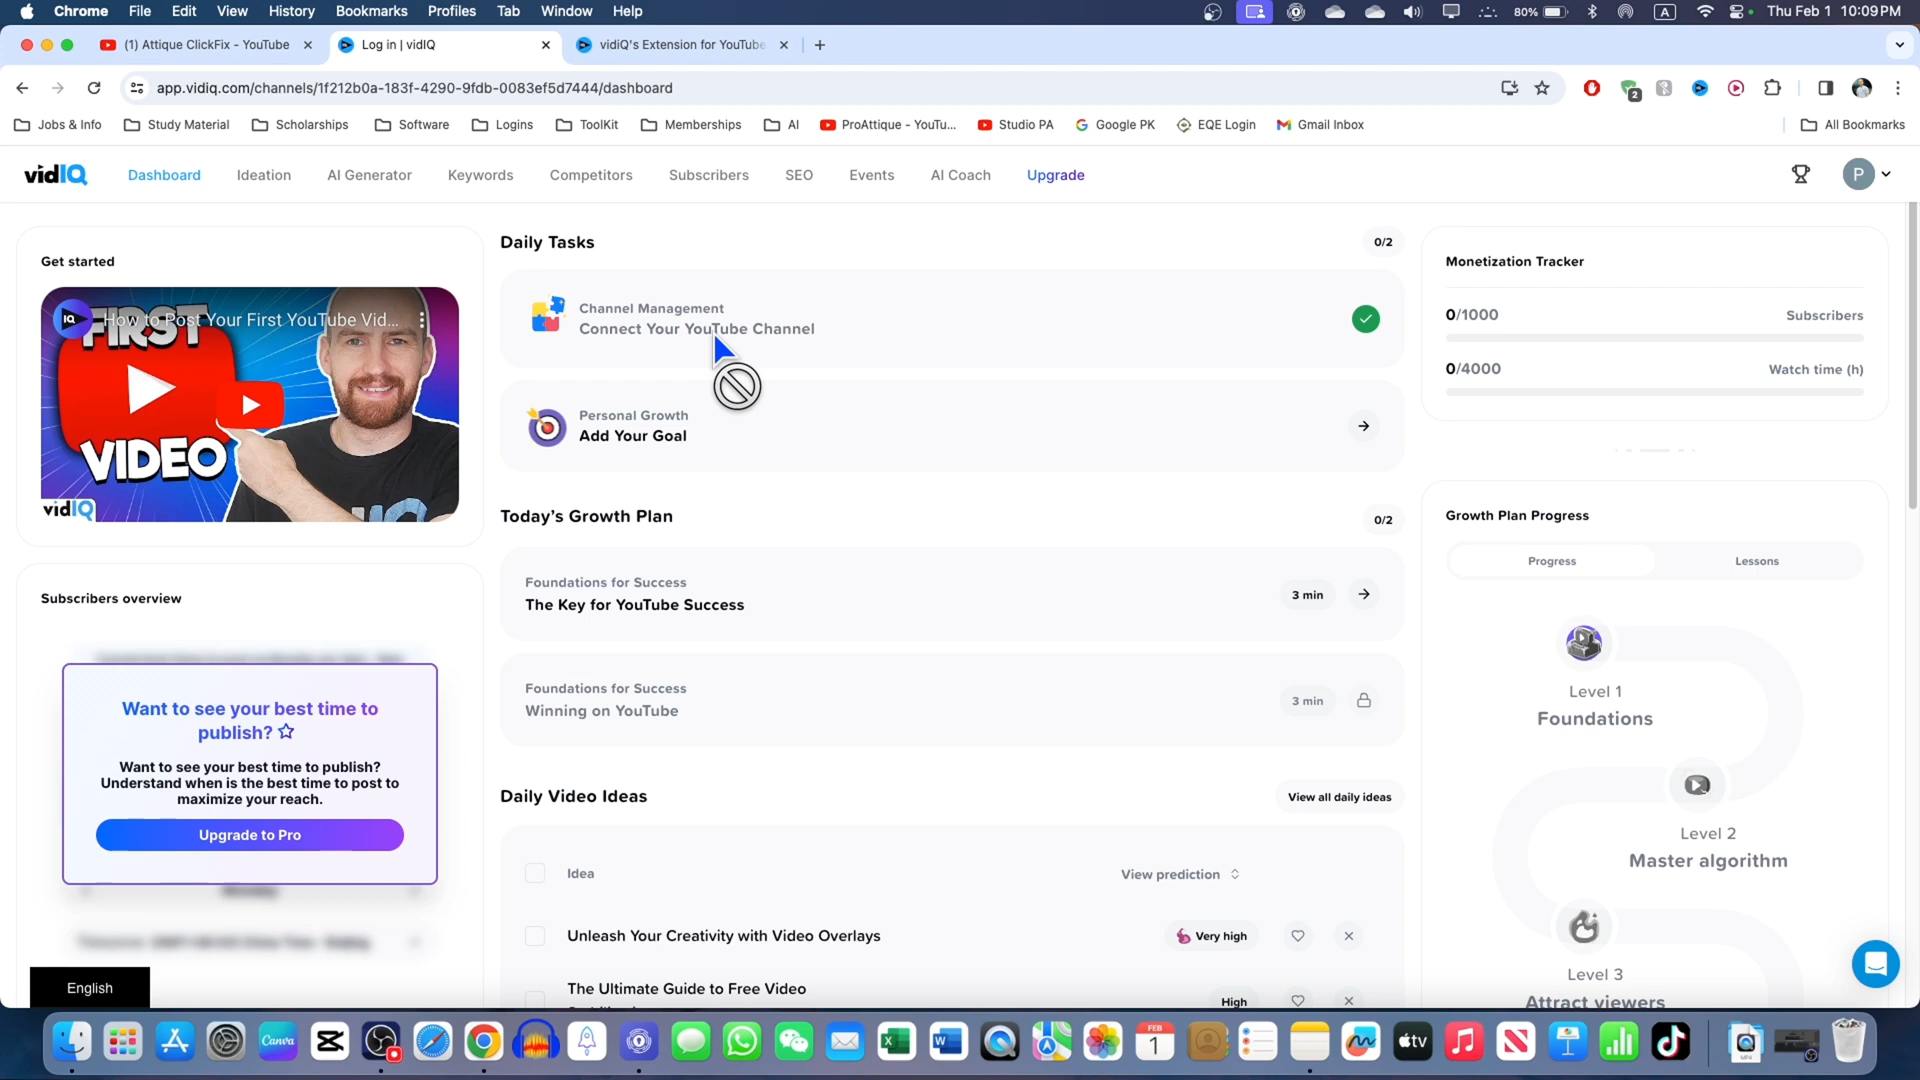 Chrome File Edit View History Bookmarks Profiles Tab Window Help 80% A Thu Feb 1 10:09 PM
(1) Attique ClickFix - YouTube Log in | vidIQ vidiQ's Extension for YouTube
app.vidiq.com/channels/1f212b0a-183f-4290-9fdb-0083ef5d7444/dashboard 2
Jobs & Info Study Material Scholarships Software Logins ToolKit Memberships AI ProAttique - YouTu... Studio PA Google PK EQE Login Gmail Inbox All Bookmarks
vidIQ Dashboard Ideation AI Generator Keywords Competitors Subscribers SEO Events AI Coach Upgrade P
Get started
IQ How to Post Your First YouTube Vid...
FIRST
VIDEO
vidIQ
Subscribers overview
Want to see your best time to
publish?
Want to see your best time to publish?
Understand when is the best time to post to
maximize your reach.
Upgrade to Pro
English
Daily Tasks 0/2
Channel Management
Connect Your YouTube Channel
Personal Growth
Add Your Goal
Today's Growth Plan 0/2
Foundations for Success
The Key for YouTube Success 3 min
Foundations for Success
Winning on YouTube 3 min
Daily Video Ideas View all daily ideas
Idea View prediction
Unleash Your Creativity with Video Overlays Very high
The Ultimate Guide to Free Video High
Monetization Tracker
0/1000 Subscribers
0/4000 Watch time (h)
Growth Plan Progress
Progress Lessons
Level 1
Foundations
Level 2
Master algorithm
Level 3
Attract viewers
Canva FEB 1 tv